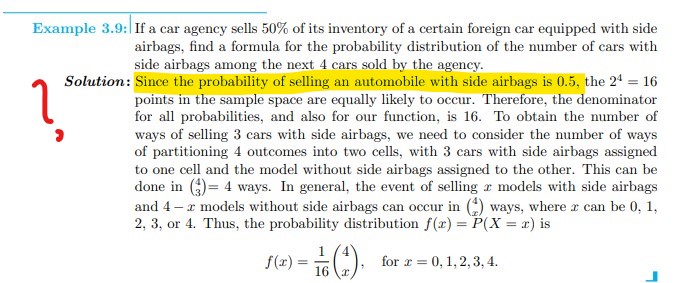 Example 3.9: If a car agency sells 50% of its inventory of a certain foreign car equipped with side
airbags, find a formula for the probability distribution of the number of cars with
side airbags among the next 4 cars sold by the agency.
Solution: Since the probability of selling an automobile with side airbags is 0.5, the 2⁴ = 16
points in the sample space are equally likely to occur. Therefore, the denominator
for all probabilities, and also for our function, is 16. To obtain the number of
ways of selling 3 cars with side airbags, we need to consider the number of ways
of partitioning 4 outcomes into two cells, with 3 cars with side airbags assigned
to one cell and the model without side airbags assigned to the other. This can be
done in (4 3) = 4 ways. In general, the event of selling x models with side airbags
and 4 − x models without side airbags can occur in (4 x) ways, where x can be 0, 1,
2, 3, or 4. Thus, the probability distribution f(x) = P(X = x) is
f(x) = 1/16 (4 x), for x = 0, 1, 2, 3, 4.
?